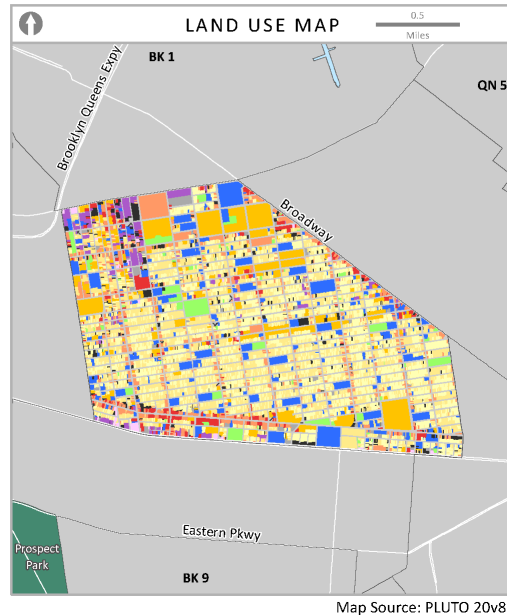 LAND USE MAP
0.5
Miles
BK 1
QN 5
Brooklyn Queens Expy
Broadway
Eastern Pkwy
Prospect
Park
BK 9
Map Source: PLUTO 20v8